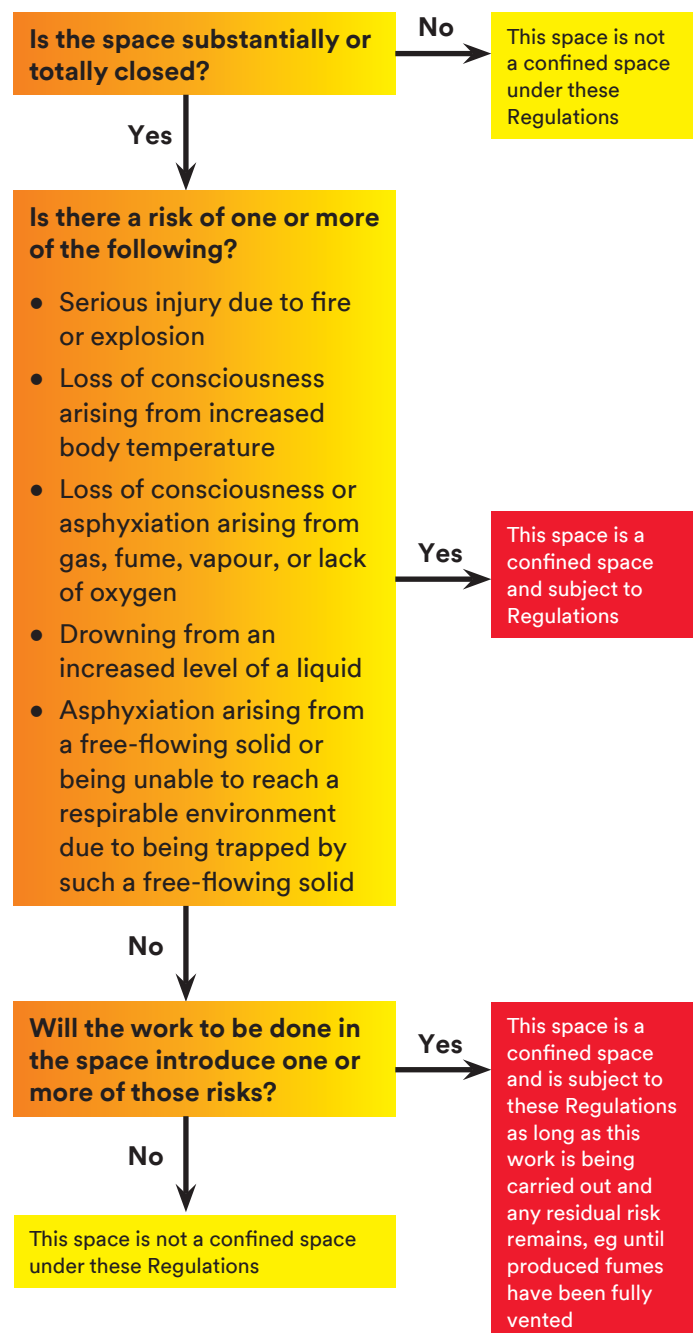 Is the space substantially or
totally closed?
No
This space is not
a confined space
under these
Regulations
Yes
Is there a risk of one or more
of the following?
● Serious injury due to fire
or explosion
● Loss of consciousness
arising from increased
body temperature
● Loss of consciousness or
asphyxiation arising from
gas, fume, vapour, or lack
of oxygen
● Drowning from an
increased level of a liquid
● Asphyxiation arising from
a free-flowing solid or
being unable to reach a
respirable environment
due to being trapped by
such a free-flowing solid
Yes
This space is a
confined space
and subject to
Regulations
No
Will the work to be done in
the space introduce one or
more of those risks?
Yes
This space is a
confined space
and is subject to
these Regulations
as long as this
work is being
carried out and
any residual risk
remains, eg until
produced fumes
have been fully
vented
No
This space is not a confined space
under these Regulations